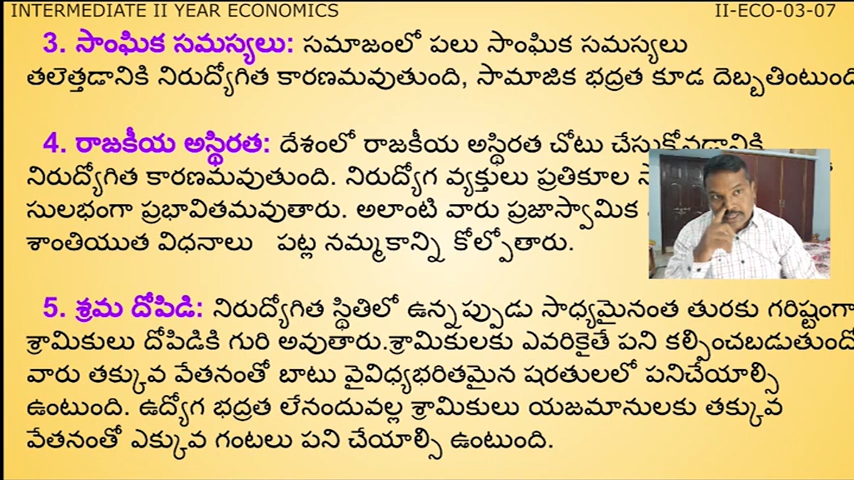 INTERMEDIATE II YEAR ECONOMICS
II-ECO-03-07
3. సాంఘిక సమస్యలు: సమాజంలో పలు సాంఘిక సమస్యలు
తలెత్తడానికి నిరుద్యోగిత కారణమవుతుంది, సామాజిక భద్రత కూడ దెబ్బతింటుంది
4. రాజకీయ అస్థిరత: దేశంలో రాజకీయ అస్థిరత చోటు చేసుకోవడానికి
నిరుద్యోగిత కారణమవుతుంది. నిరుద్యోగ వ్యక్తులు ప్రతికూల
సులభంగా ప్రభావితమవుతారు. అలాంటి వారు ప్రజాస్వామిక
శాంతియుత విధనాలు పట్ల నమ్మకాన్ని కోల్పోతారు.
5. శ్రమ దోపిడి: నిరుద్యోగిత స్థితిలో ఉన్నప్పుడు సాధ్యమైనంత తురకు గరిష్టంగా
శ్రామికులు దోపిడికి గురి అవుతారు.శ్రామికులకు ఎవరికైతే పని కల్పించబడుతుందో
వారు తక్కువ వేతనంతో బాటు వైవిధ్యభరితమైన షరతులలో పనిచేయాల్సి
ఉంటుంది. ఉద్యోగ భద్రత లేనందువల్ల శ్రామికులు యజమానులకు తక్కువ
వేతనంతో ఎక్కువ గంటలు పని చేయాల్సి ఉంటుంది.